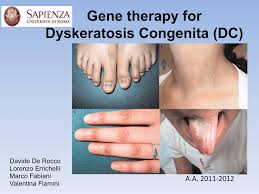 SAPIENZA
UNIVERSITÀ DI ROMA
Gene therapy for
Dyskeratosis Congenita (DC)
Davide De Rocco
Lorenzo Errichelli
Marco Fabiani
Valentina Flamini
A.A. 2011-2012